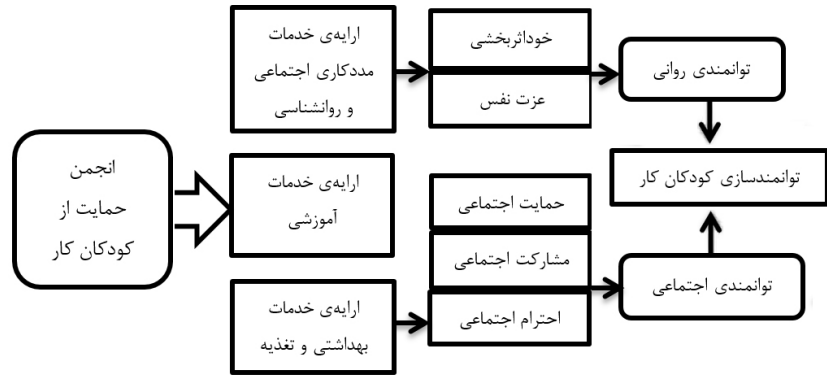 انجمن
حمایت از
کودکان کار
ارایه‌ی خدمات
مددکاری اجتماعی
و روانشناسی
ارایه‌ی خدمات
آموزشی
ارایه‌ی خدمات
بهداشتی و تغذیه
خوداثربخشی
عزت نفس
حمایت اجتماعی
مشارکت اجتماعی
احترام اجتماعی
توانمندی روانی
توانمندسازی کودکان کار
توانمندی اجتماعی